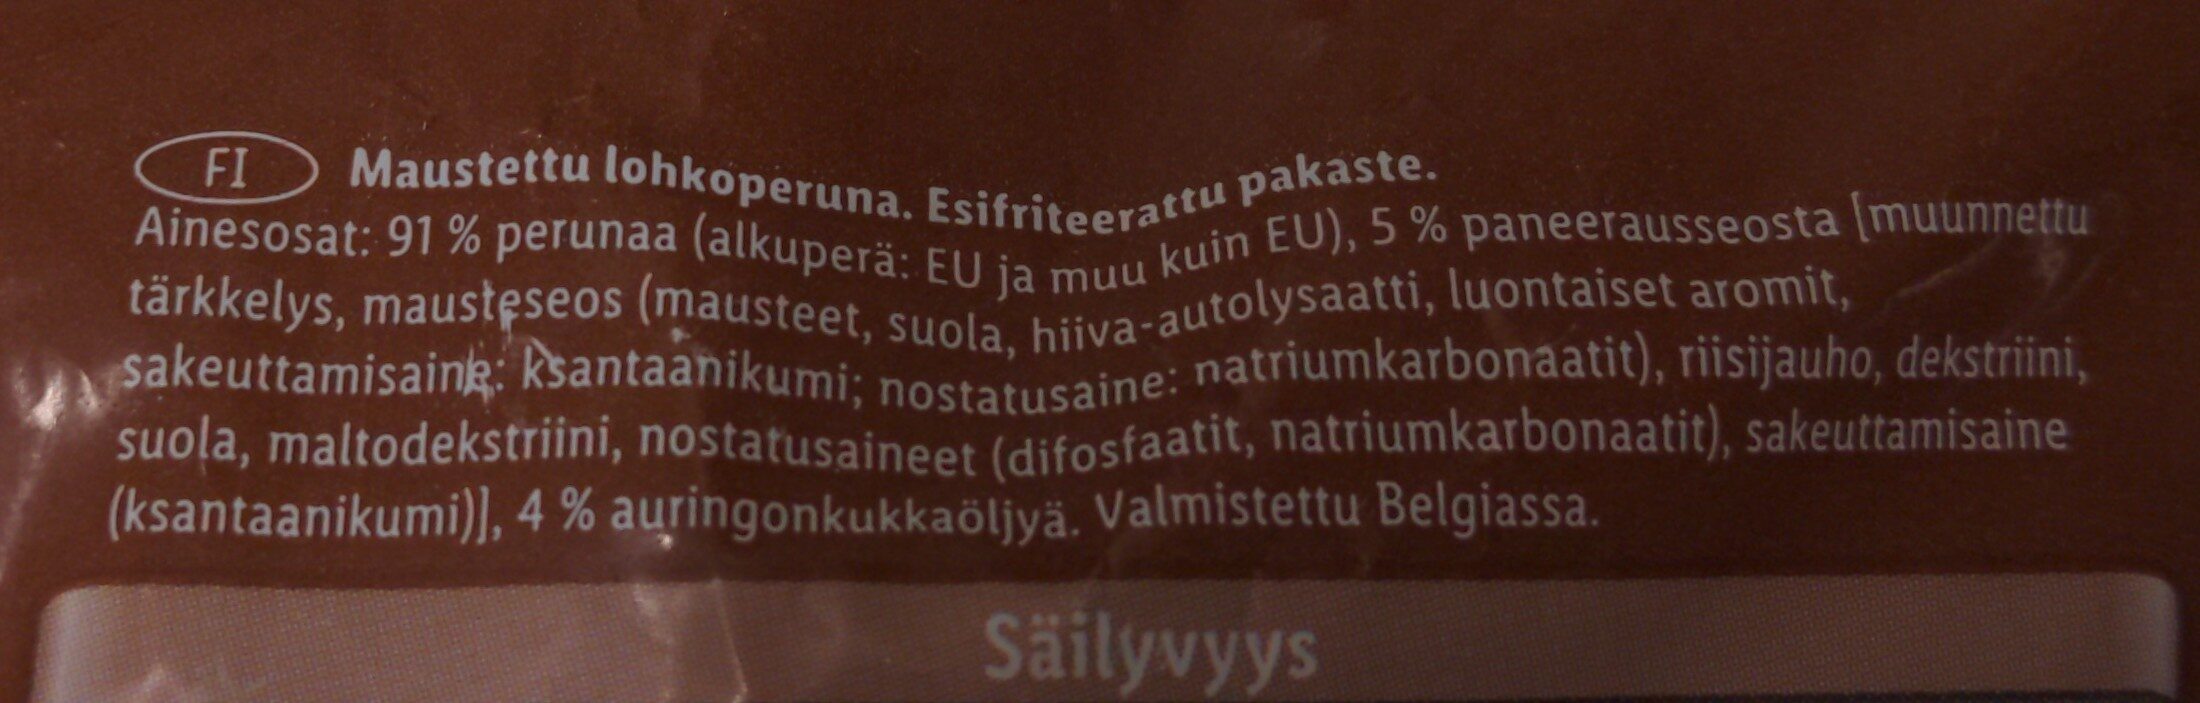 FI Maustettu lohkoperuna. Esifriteerattu pakaste.
Ainesosat: 91 % perunaa (alkuperä: EU ja muu kuin EU), 5 % paneerausseosta [muunnettu
tärkkelys, mausteseos (mausteet, suola, hiiva-autolysaatti, luontaiset aromit,
sakeuttamisaine: ksantaanikumi; nostatusaine: natriumkarbonaatit), riisijauho, dekstriini,
suola, maltodekstriini, nostatusaineet (difosfaatit, natriumkarbonaatit), sakeuttamisaine
(ksantaanikumi)], 4 % auringonkukkaöljyä. Valmistettu Belgiassa.
Säilyvyys